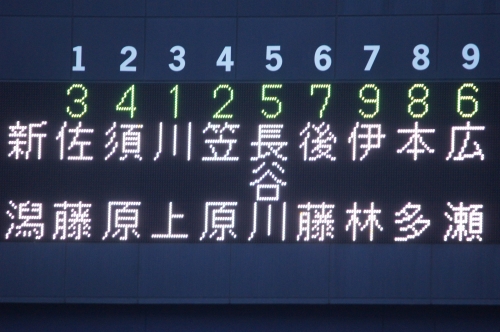 1 2 3 4 5 6 7 8 9
3 4 1 2 5 7 9 8 6
新潟
佐藤
須原
川上
笠原
長谷川
後藤
伊林
本多
広瀬